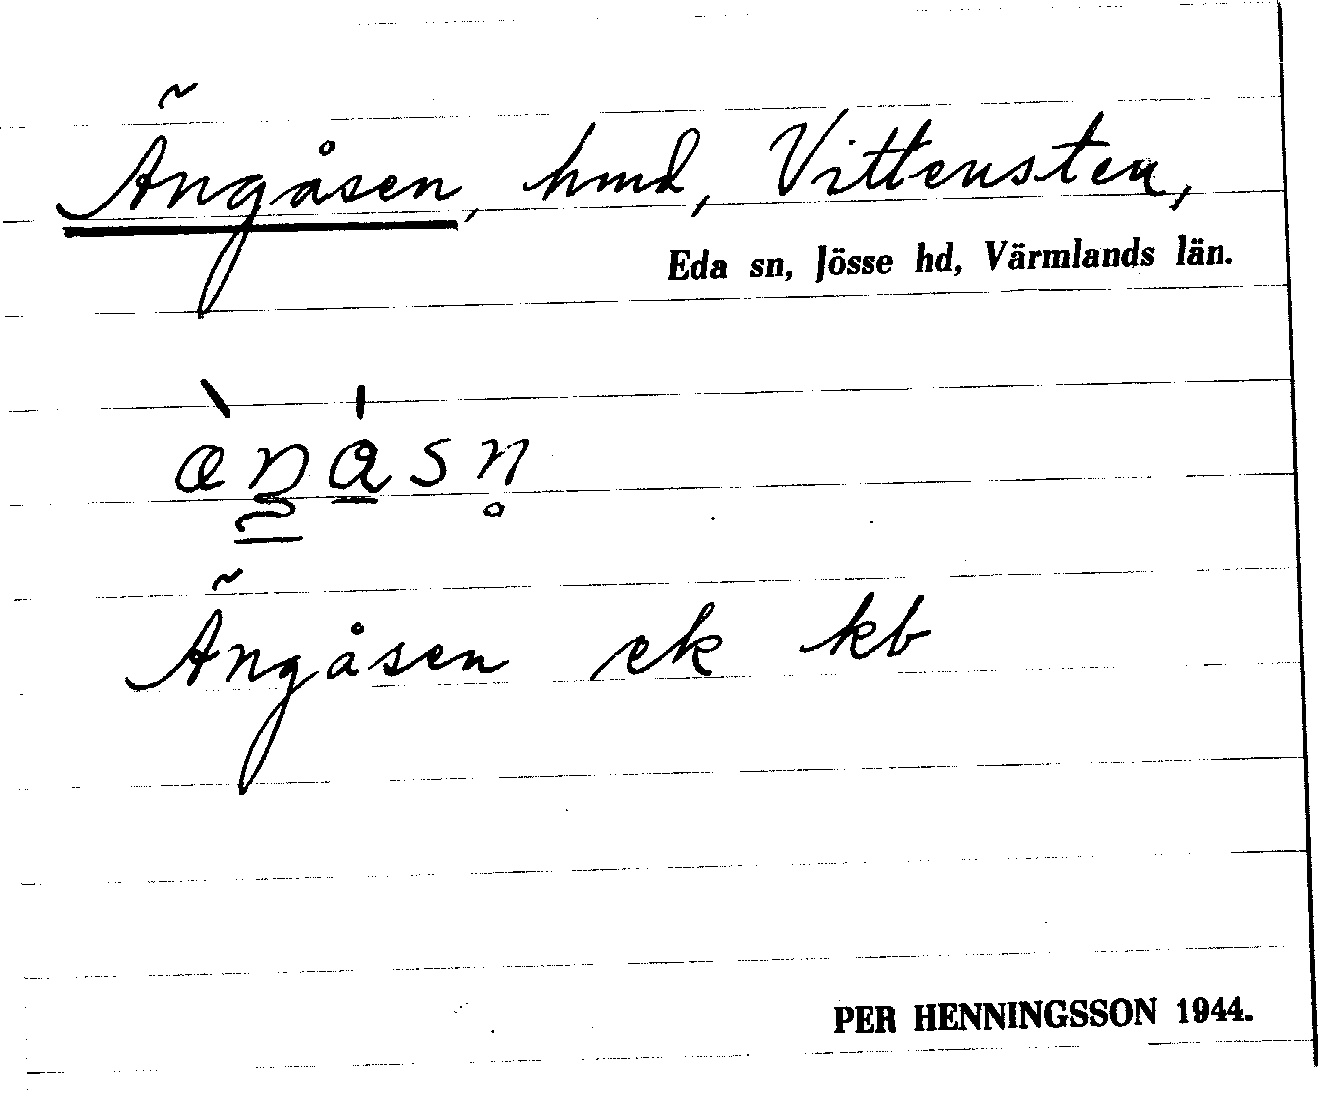 Ängåsen, hmd, Vittensten,
Eda sn, Jösse hd, Värmlands län.
Ängåsen ek kb
PER HENNINGSSON 1944.